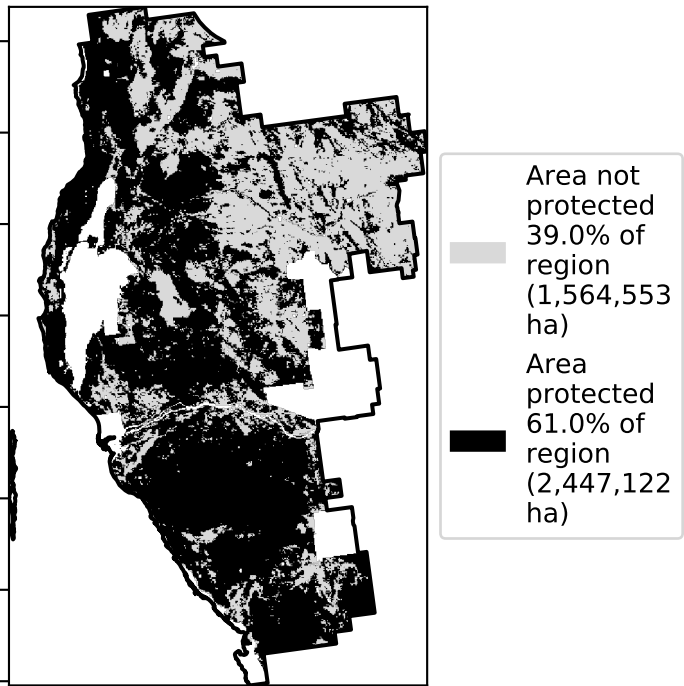 Area not
protected
39.0% of
region
(1,564,553
ha)
Area
protected
61.0% of
region
(2,447,122
ha)